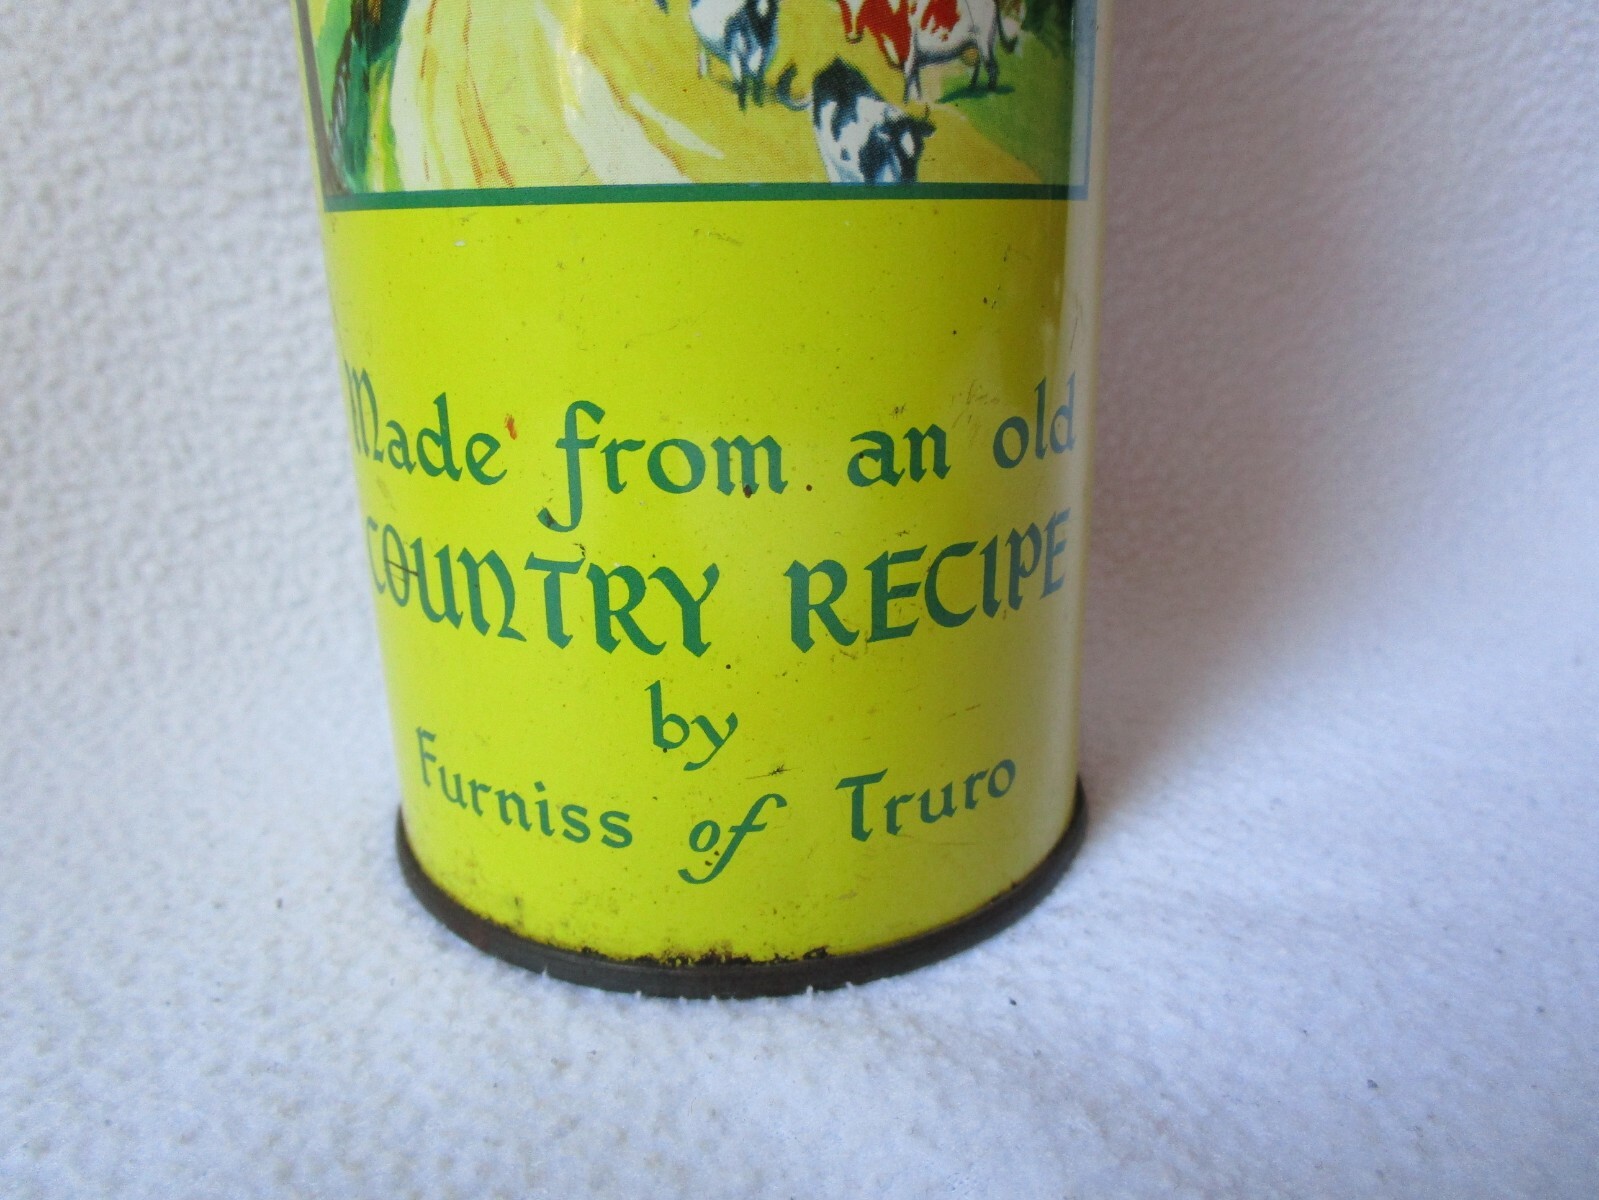 Made from an old
COUNTRY RECIPE
by
Furniss of Truro